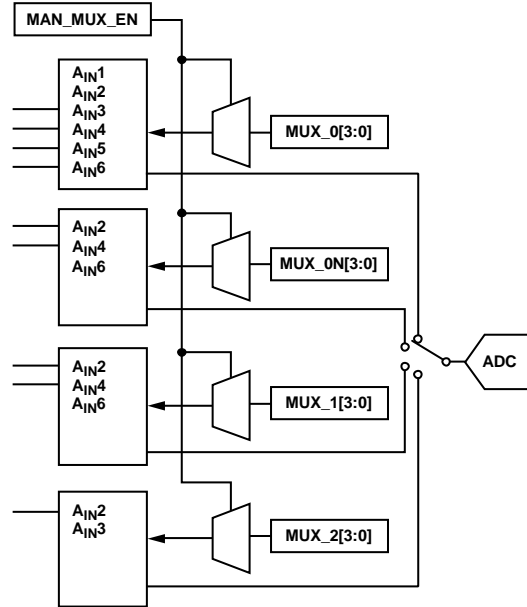 MAN_MUX_EN
AIN1
AIN2
AIN3
AIN4
AIN5
AIN6
MUX_0[3:0]
AIN2
AIN4
AIN6
MUX_0N[3:0]
AIN2
AIN4
AIN6
MUX_1[3:0]
ADC
AIN2
AIN3
MUX_2[3:0]